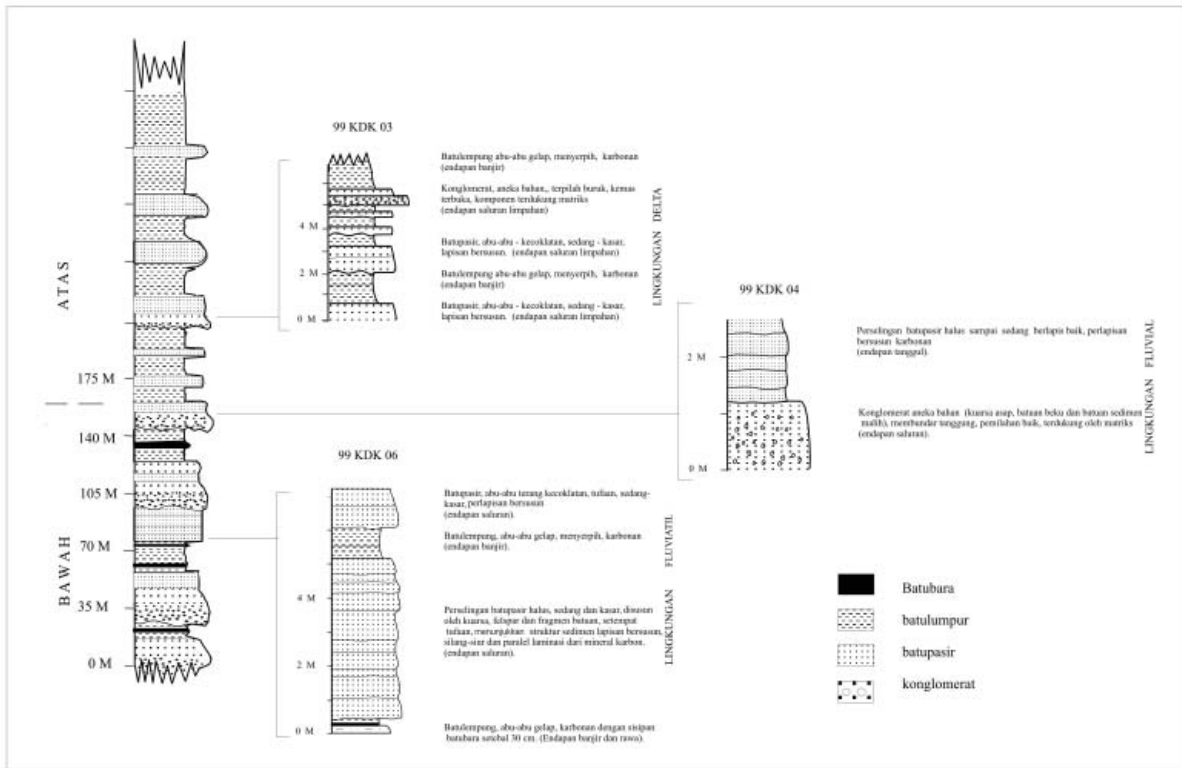 ATAS
BAWAH
175 M
140 M
105 M
70 M
35 M
0 M
99 KDK 03
4 M
2 M
0 M
Batulempung abu-abu gelap, menyerpih, karbonan
(endapan banjir)
Konglomerat, aneka bahan,, terpilah buruk, kemas
terbuka, komponen terdukung matriks
(endapan saluran limpahan)
Batupasir, abu-abu - kecoklatan, sedang - kasar,
lapisan bersusun. (endapan saluran limpahan)
Batulempung abu-abu gelap, menyerpih, karbonan
(endapan banjir)
Batupasir, abu-abu - kecoklatan, sedang - kasar,
lapisan bersusun. (endapan saluran limpahan)
LINGKUNGAN DELTA
99 KDK 04
2 M
0 M
Perselingan batupasir halus sampai sedang berlapis baik, perlapisan
bersusun karbonan
(endapan tanggul).
Konglomerat aneka bahan (kuarsa asap, batuan beku dan batuan sedimen
malih), membundar tanggung, pemilahan baik, terdukung oleh matriks
(endapan saluran).
LINGKUNGAN FLUVIAL
99 KDK 06
4 M
2 M
0 M
Batupasir, abu-abu terang kecoklatan, tufaan, sedang-
kasar, perlapisan bersusun
(endapan saluran).
Batulempung, abu-abu gelap, menyerpih, karbonan
(endapan banjir).
Perselingan batupasir halus, sedang dan kasar, disusun
oleh kuarsa, felspar dan fragmen batuan, setempat
tufaan, menunjukkan struktur sedimen lapisan bersusun,
silang-siur dan paralel laminasi dari mineral karbon.
(endapan saluran).
Batulempung, abu-abu gelap, karbonan dengan sisipan
batubara setebal 30 cm. (Endapan banjir dan rawa).
LINGKUNGAN FLUVIATIL
Batubara
batulumpur
batupasir
konglomerat